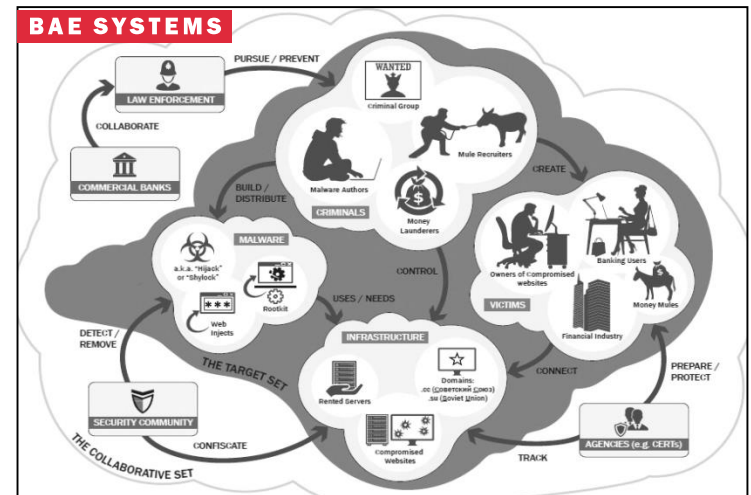 BAE SYSTEMS
PURSUE / PREVENT
LAW ENFORCEMENT
COLLABORATE
COMMERCIAL BANKS
WANTED
Criminal Group
Mule Recruiters
Malware Authors
CRIMINALS
$
Money
Launderers
CREATE
BUILD /
DISTRIBUTE
MALWARE
a.k.a. "Hijack"
or "Shylock"
Rootkit
***
Web
Injects
CONTROL
USES / NEEDS
Owners of Compromised
websites
Banking Users
VICTIMS
$
Money Mules
Financial Industry
INFRASTRUCTURE
Rented Servers
Domains:
.cc (Советский Союз)
.su (Soviet Union)
Compromised
Websites
CONNECT
DETECT /
REMOVE
THE TARGET SET
PREPARE /
PROTECT
SECURITY COMMUNITY
CONFISCATE
THE COLLABORATIVE SET
AGENCIES (e.g. CERTs)
TRACK